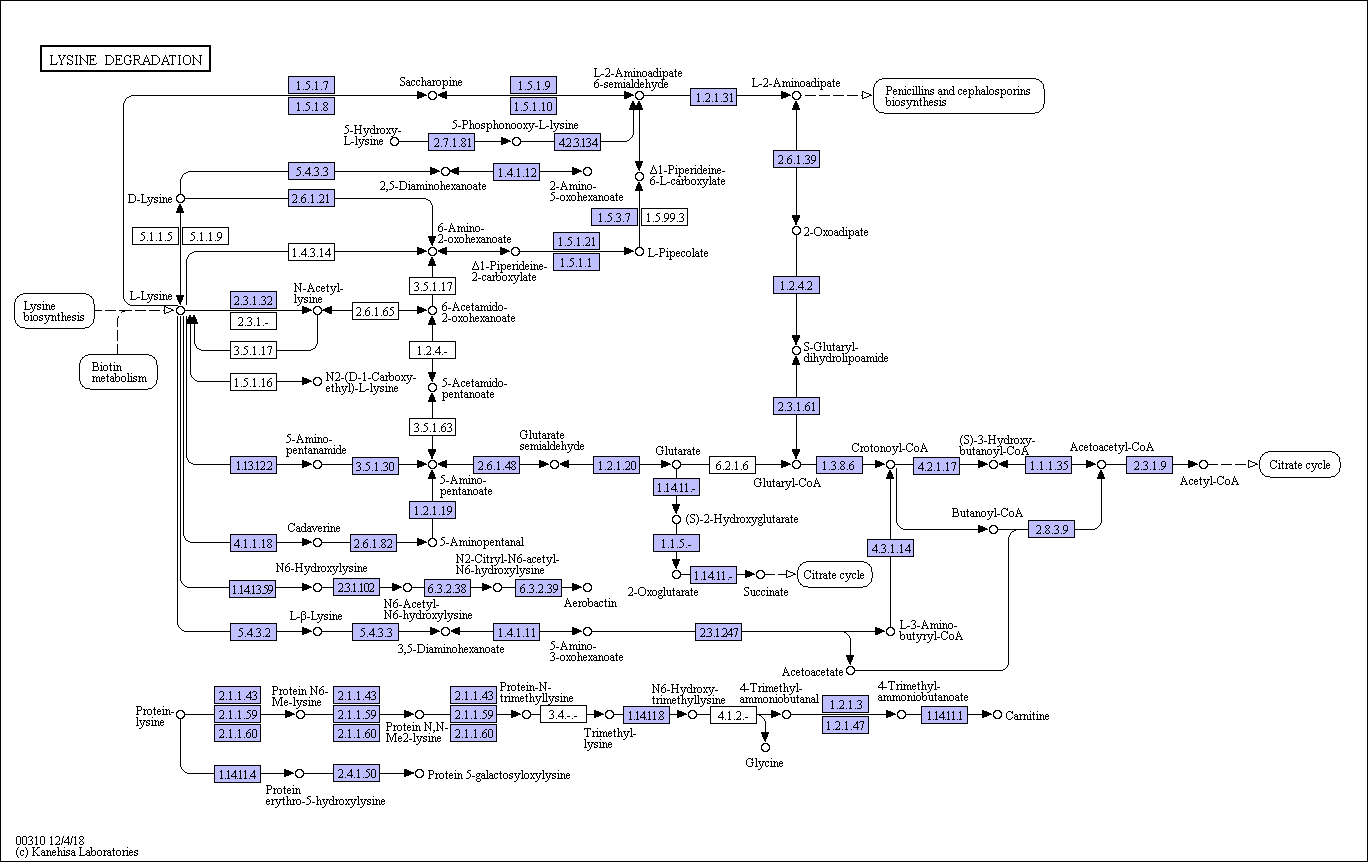 LYSINE DEGRADATION
1.5.1.7
1.5.1.8
Saccharopine
1.5.1.9
1.5.1.10
L-2-Aminoadipate
6-semialdehyde
1.2.1.31
L-2-Aminoadipate
Penicillins and cephalosporins
biosynthesis
5-Hydroxy-
L-lysine
2.7.1.81
5-Phosphonooxy-L-lysine
4.2.3.134
2.6.1.39
5.4.3.3
2,5-Diaminohexanoate
1.4.1.12
2-Amino-
5-oxohexanoate
Δ1-Piperideine-
6-L-carboxylate
D-Lysine
2.6.1.21
1.5.3.7
1.5.99.3
5.1.1.5
5.1.1.9
6-Amino-
2-oxohexanoate
2-Oxoadipate
1.4.3.14
1.5.1.21
1.5.1.1
L-Pipecolate
Δ1-Piperideine-
2-carboxylate
1.2.4.2
3.5.1.17
L-Lysine
2.3.1.32
2.3.1.-
N-Acetyl-
lysine
2.6.1.65
6-Acetamido-
2-oxohexanoate
Lysine
biosynthesis
3.5.1.17
1.2.4.-
S-Glutaryl-
dihydrolipoamide
Biotin
metabolism
1.5.1.16
N2-(D-1-Carboxy-
ethyl)-L-lysine
5-Acetamido-
pentanoate
2.3.1.61
3.5.1.63
5-Amino-
pentanamide
1.13.12.2
3.5.1.30
5-Amino-
pentanoate
2.6.1.48
Glutarate
semialdehyde
1.2.1.20
Glutarate
6.2.1.6
Glutaryl-CoA
1.3.8.6
Crotonoyl-CoA
4.2.1.17
(S)-3-Hydroxy-
butanoyl-CoA
1.1.1.35
Acetoacetyl-CoA
2.3.1.9
Acetyl-CoA
Citrate cycle
1.14.11.-
1.2.1.19
(S)-2-Hydroxyglutarate
Butanoyl-CoA
2.8.3.9
4.1.1.18
Cadaverine
2.6.1.82
5-Aminopentanal
1.1.5.-
4.3.1.14
2-Oxoglutarate
1.14.11.-
Succinate
Citrate cycle
1.14.13.59
N6-Hydroxylysine
2.3.1.102
N6-Acetyl-
N6-hydroxylysine
6.3.2.38
N2-Citryl-N6-acetyl-
N6-hydroxylysine
6.3.2.39
Aerobactin
5.4.3.2
L-β-Lysine
5.4.3.3
3,5-Diaminohexanoate
1.4.1.11
5-Amino-
3-oxohexanoate
2.3.1.247
L-3-Amino-
butyryl-CoA
Acetoacetate
Protein-
lysine
2.1.1.43
2.1.1.59
2.1.1.60
Protein N6-
Me-lysine
2.1.1.43
2.1.1.59
2.1.1.60
Protein N,N-
Me2-lysine
2.1.1.43
2.1.1.59
2.1.1.60
Protein-N-
trimethyllysine
3.4.-.-
Trimethyl-
lysine
1.14.11.8
N6-Hydroxy-
trimethyllysine
4.1.2.-
Glycine
4-Trimethyl-
ammoniobutanal
1.2.1.3
1.2.1.47
4-Trimethyl-
ammoniobutanoate
1.14.11.1
Carnitine
1.14.11.4
Protein
erythro-5-hydroxylysine
2.4.1.50
Protein 5-galactosyloxylysine
00310 12/4/18
(c) Kanehisa Laboratories